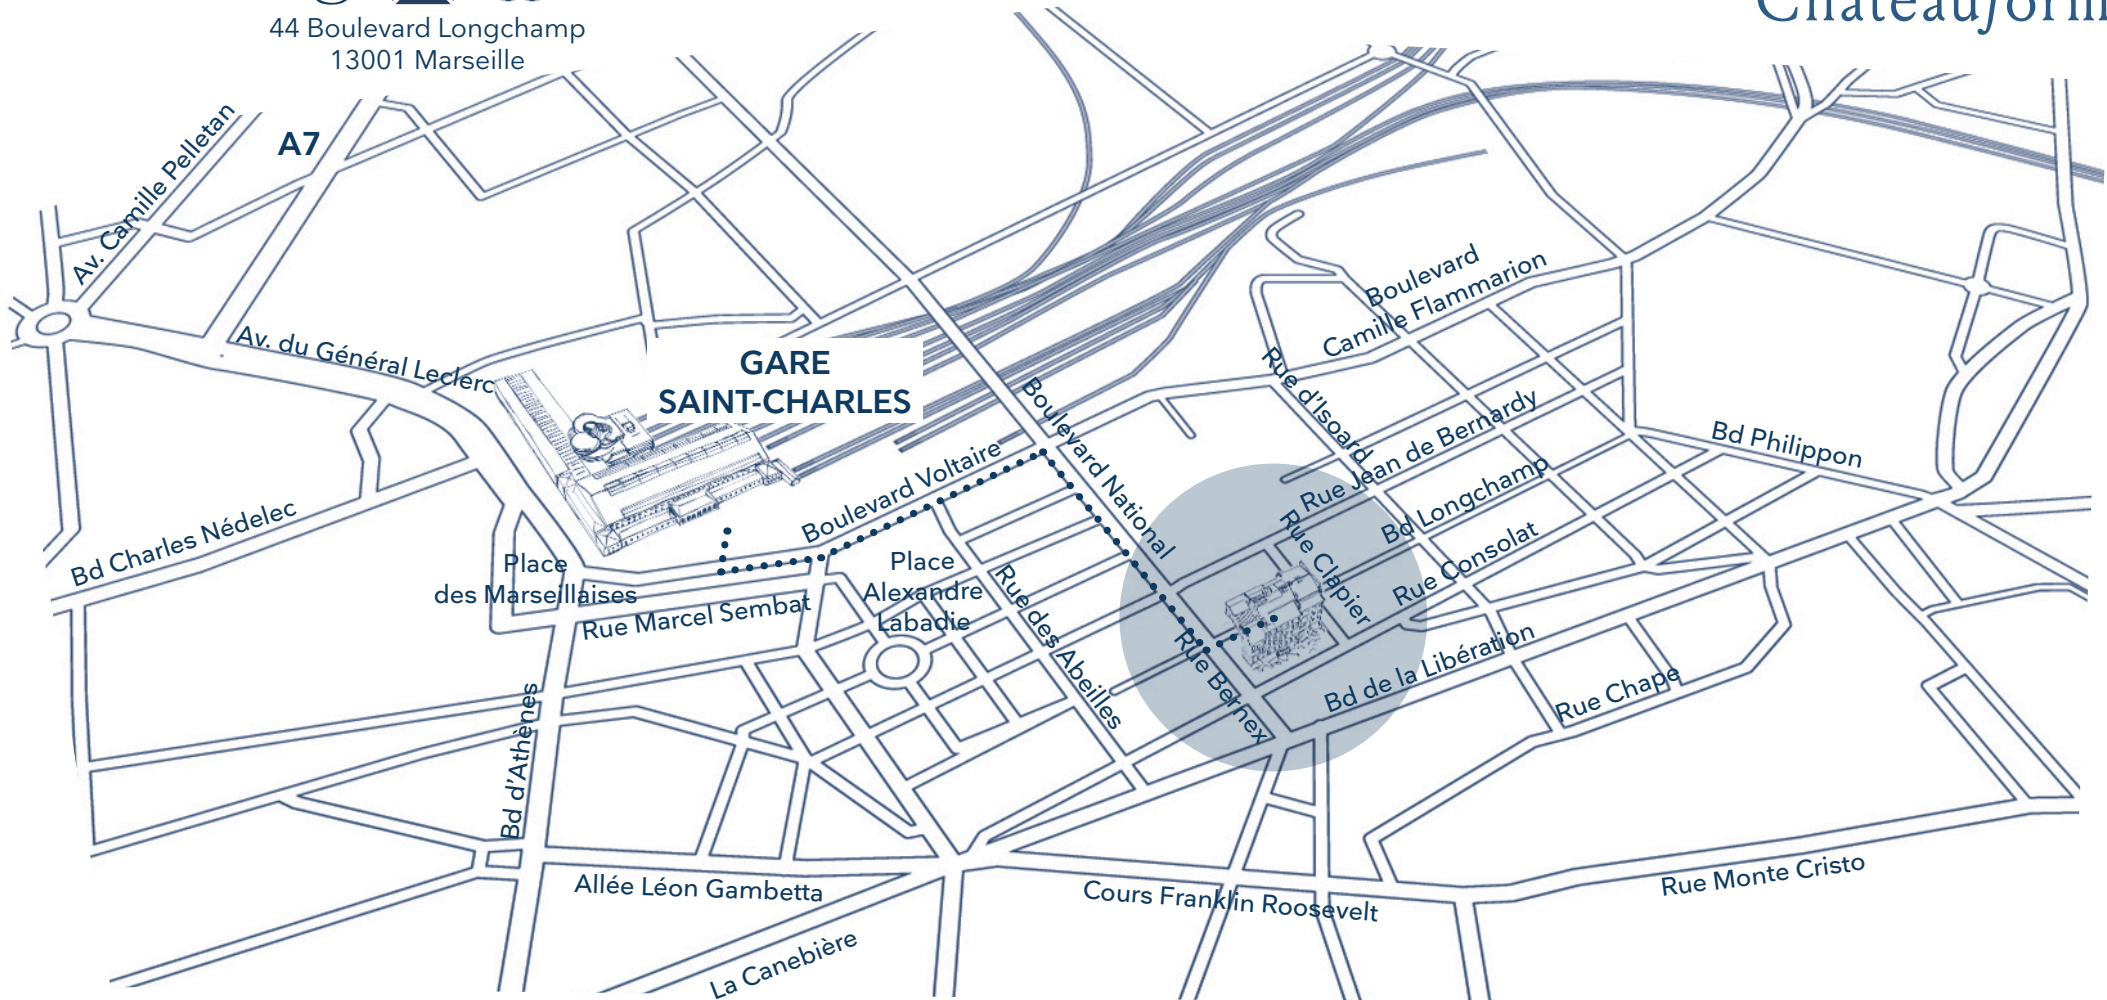 44 Boulevard Longchamp
13001 Marseille
Av. Camille Pelletan
A7
Av. du Général Leclerc
GARE
SAINT-CHARLES
Boulevard
Camille Flammarion
Boulevard National
Rue d'Isoard
Rue Jean de Bernardy
Bd Philippon
Boulevard Voltaire
Bd Longchamp
Bd Charles Nédelec
Place
des Marseillaises
Place
Alexandre
Labadie
Rue Clapier
Rue Consolat
Rue Marcel Sembat
Rue des Abeilles
Rue Bernex
Bd de la Libération
Rue Chape
Bd d'Athènes
Allée Léon Gambetta
Cours Franklin Roosevelt
Rue Monte Cristo
La Canebière